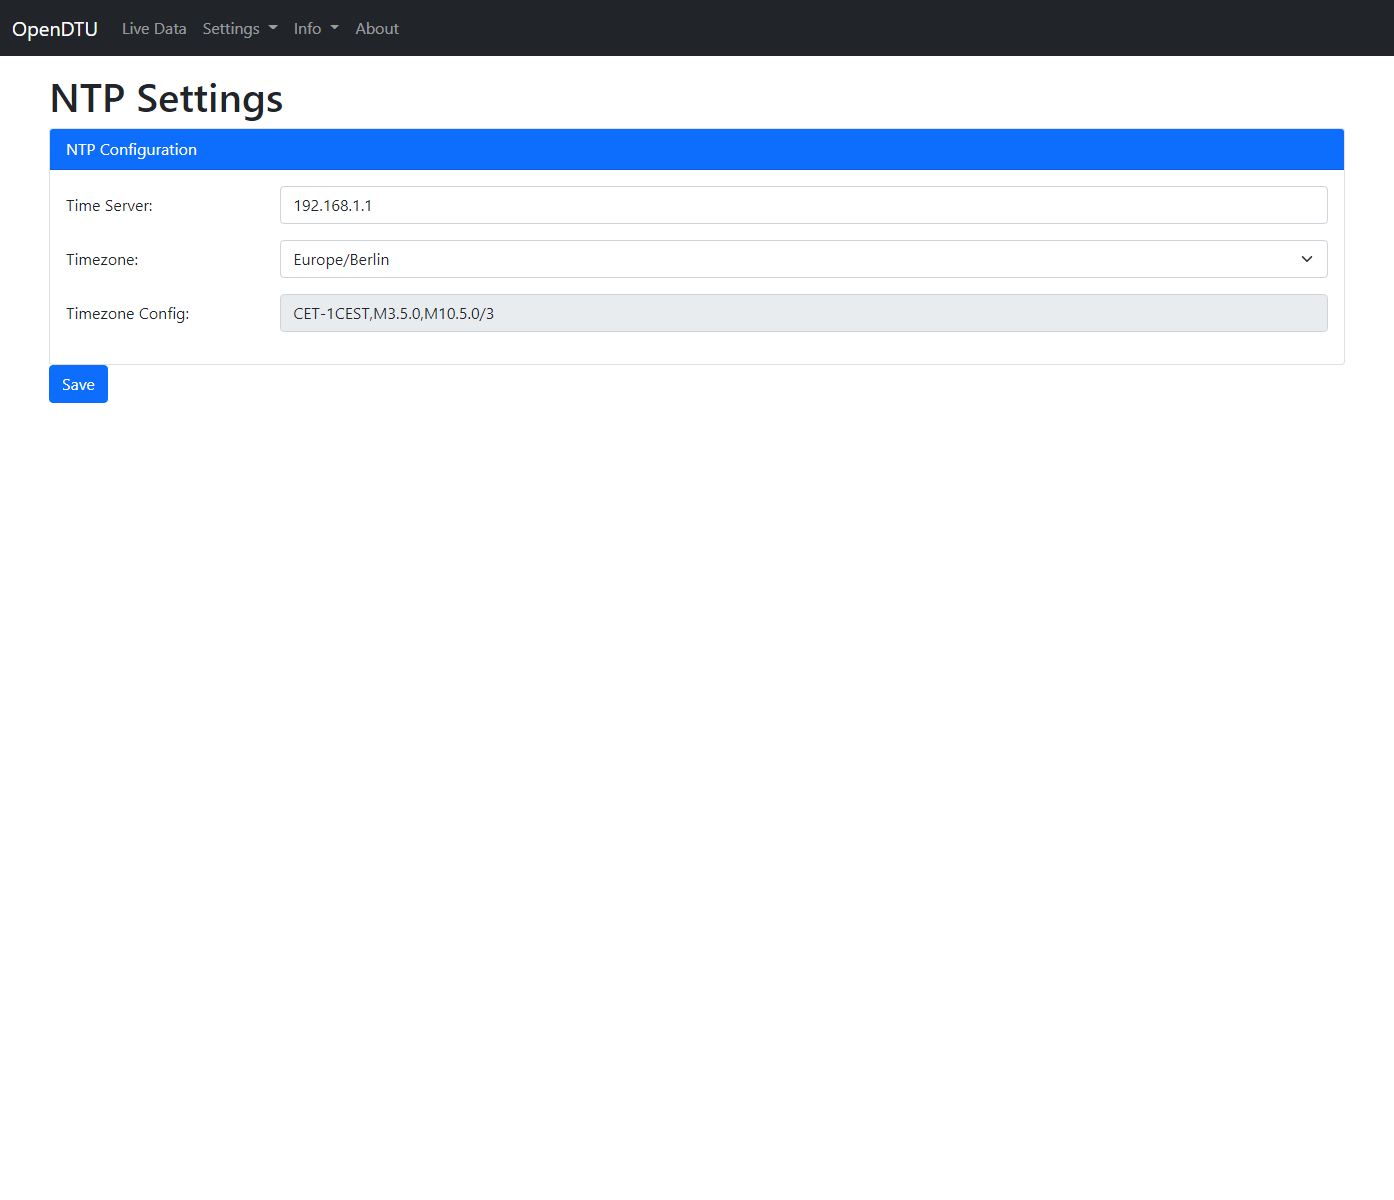 OpenDTU Live Data Settings Info About
NTP Settings
NTP Configuration
Time Server: 192.168.1.1
Timezone: Europe/Berlin
Timezone Config: CET-1CEST,M3.5.0,M10.5.0/3
Save